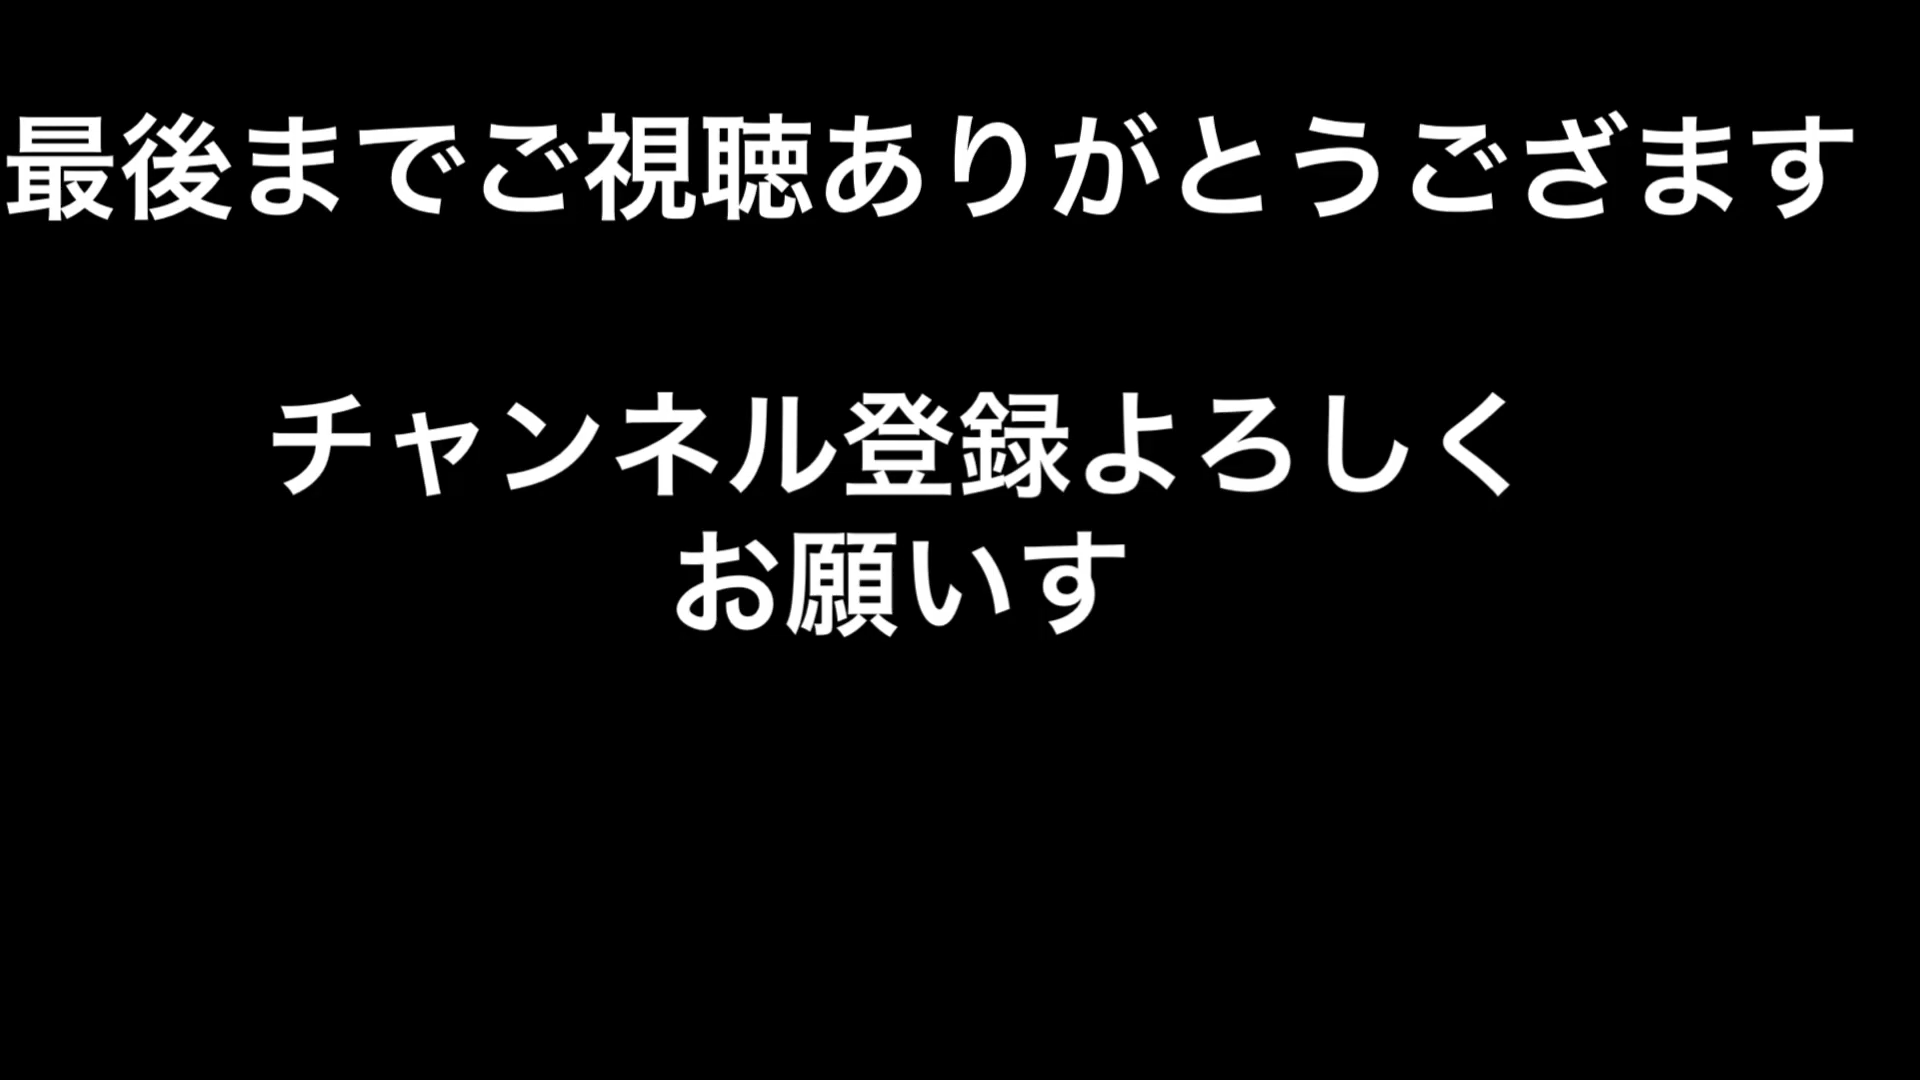 最後までご視聴ありがとうござます
チャンネル登録よろしく
お願いす